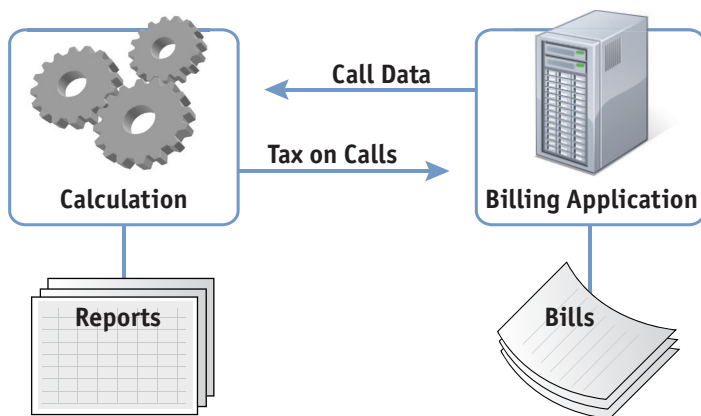 Call Data
Tax on Calls
Calculation
Billing Application
Reports
Bills